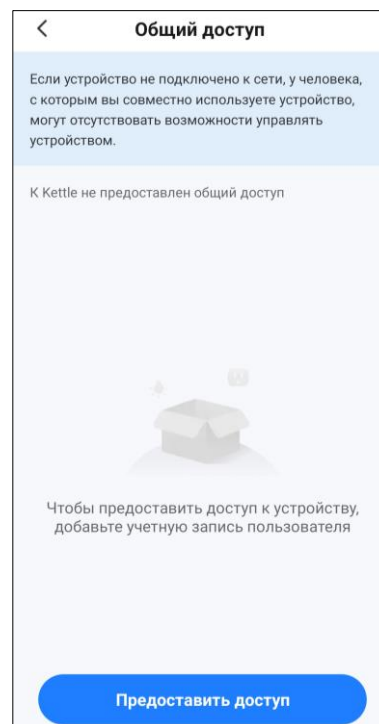 Общий доступ
Если устройство не подключено к сети, у человека,
с которым вы совместно используете устройство,
могут отсутствовать возможности управлять
устройством.
К Kettle не предоставлен общий доступ
Чтобы предоставить доступ к устройству,
добавьте учетную запись пользователя
Предоставить доступ